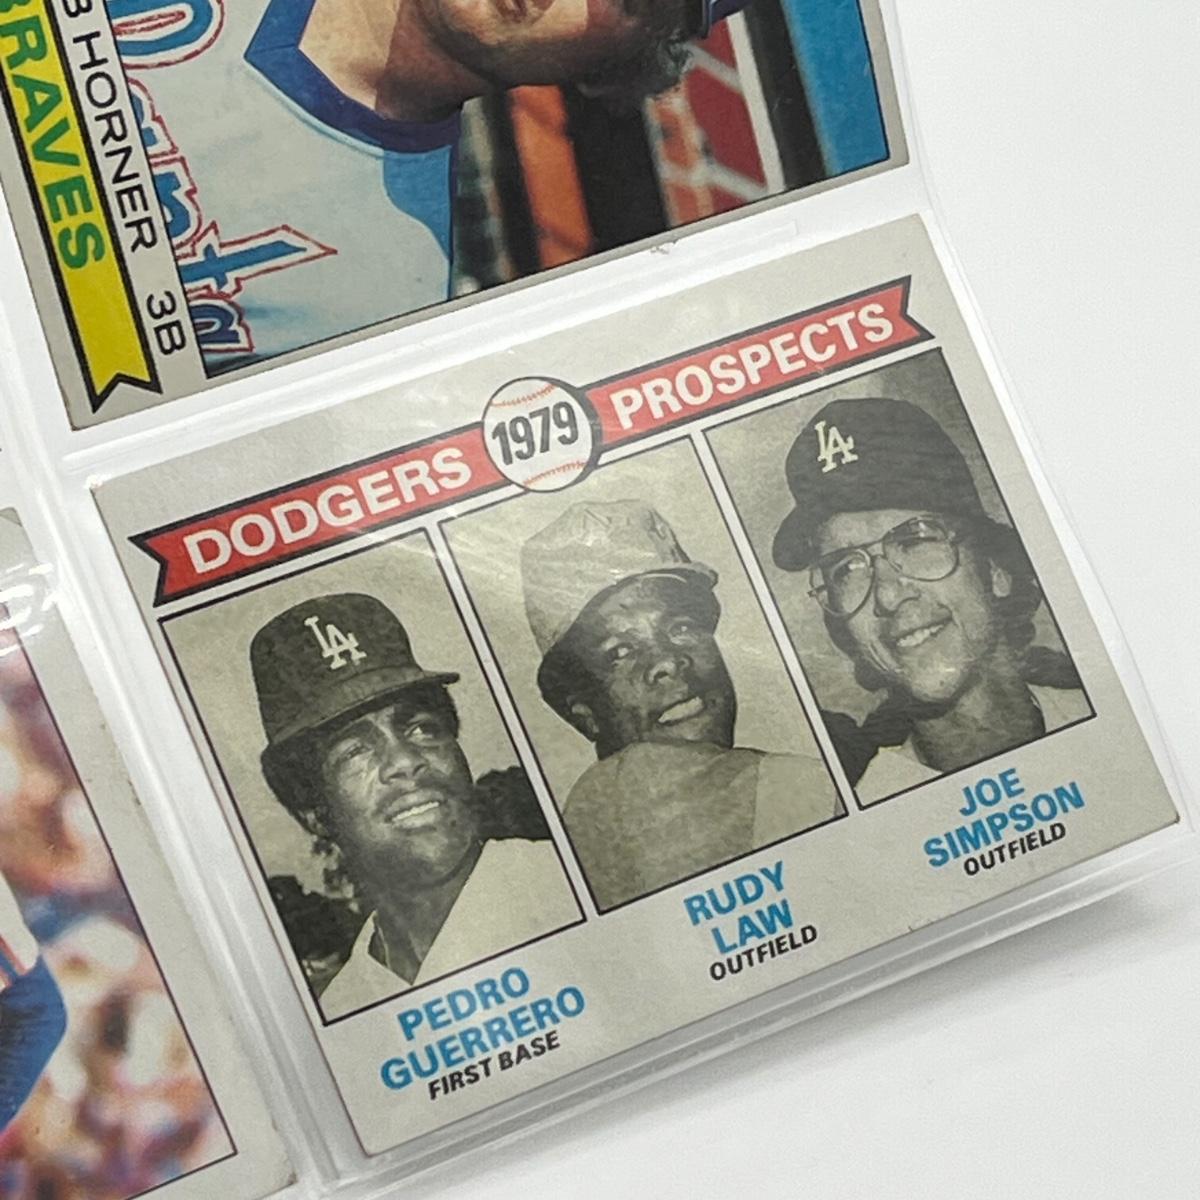 BRAVES
B HORNER 3B
DODGERS 1979 PROSPECTS
LA
LA
PEDRO
GUERRERO
FIRST BASE
RUDY
LAW
OUTFIELD
JOE
SIMPSON
OUTFIELD